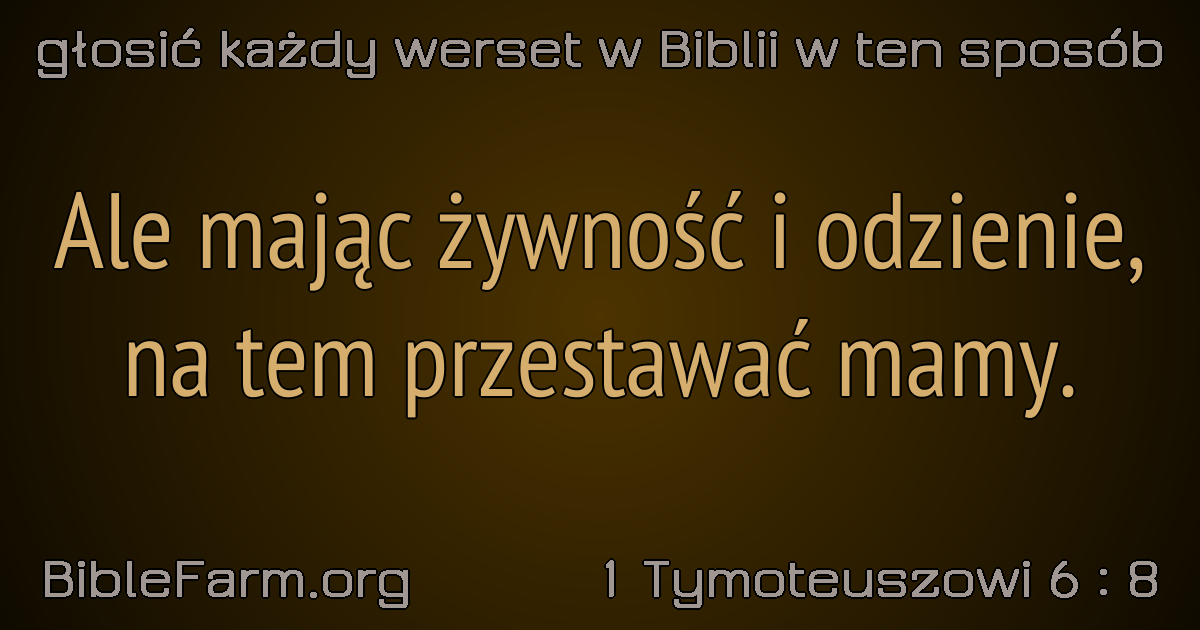 głosić każdy werset w Biblii w ten sposób
Ale mając żywność i odzienie,
na tem przestawać mamy.
BibleFarm.org
1 Tymoteuszowi 6 : 8